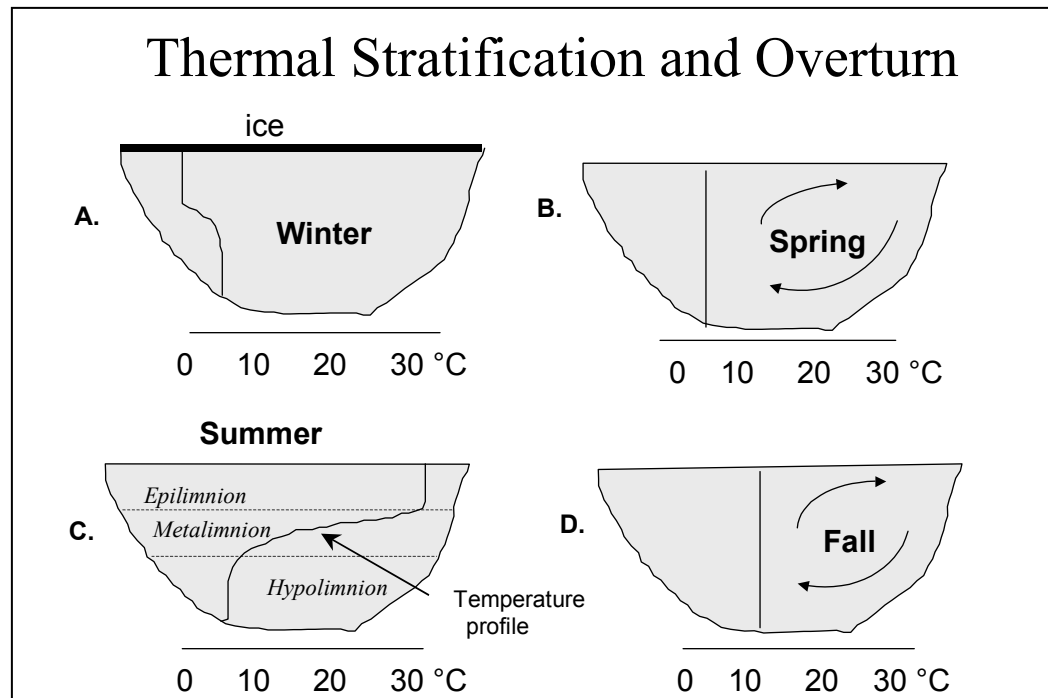 Thermal Stratification and Overturn
ice
A.
Winter
0 10 20 30 °C
B.
Spring
0 10 20 30 °C
Summer
C.
Epilimnion
Metalimnion
Hypolimnion
Temperature
profile
0 10 20 30 °C
D.
Fall
0 10 20 30 °C